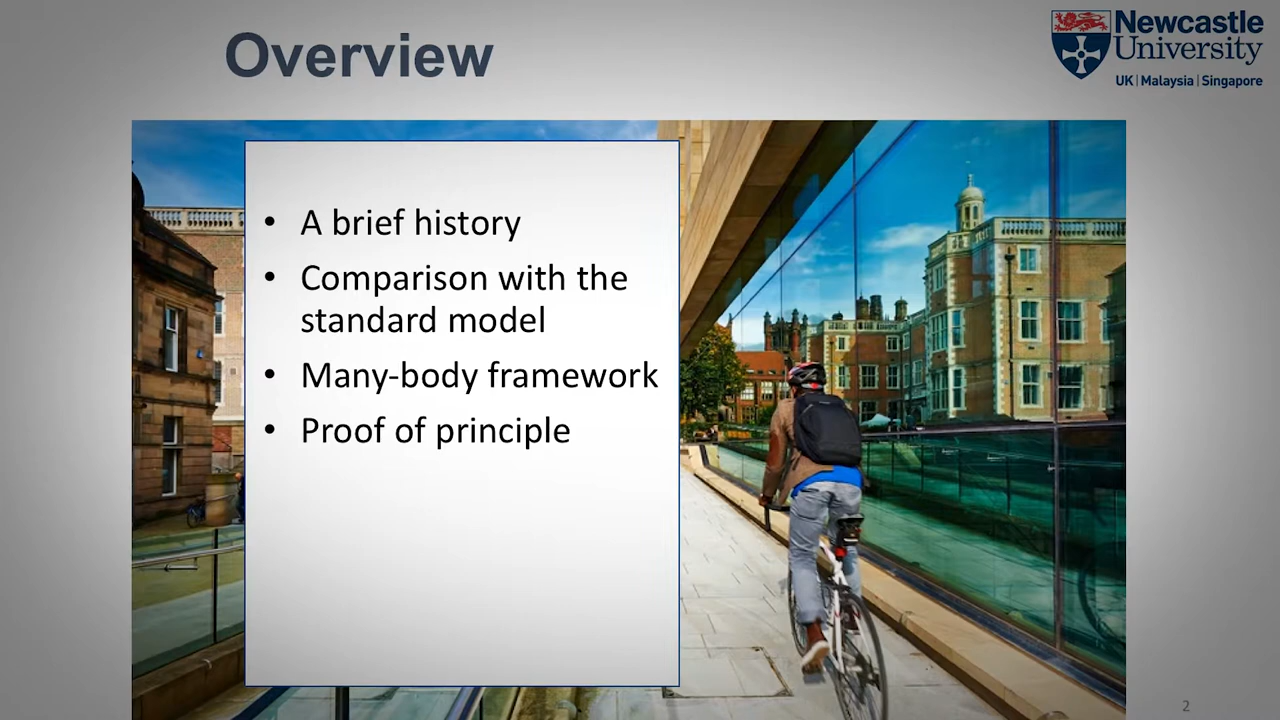 Overview
Newcastle
University
UK | Malaysia | Singapore
• A brief history
• Comparison with the
standard model
• Many-body framework
• Proof of principle
2